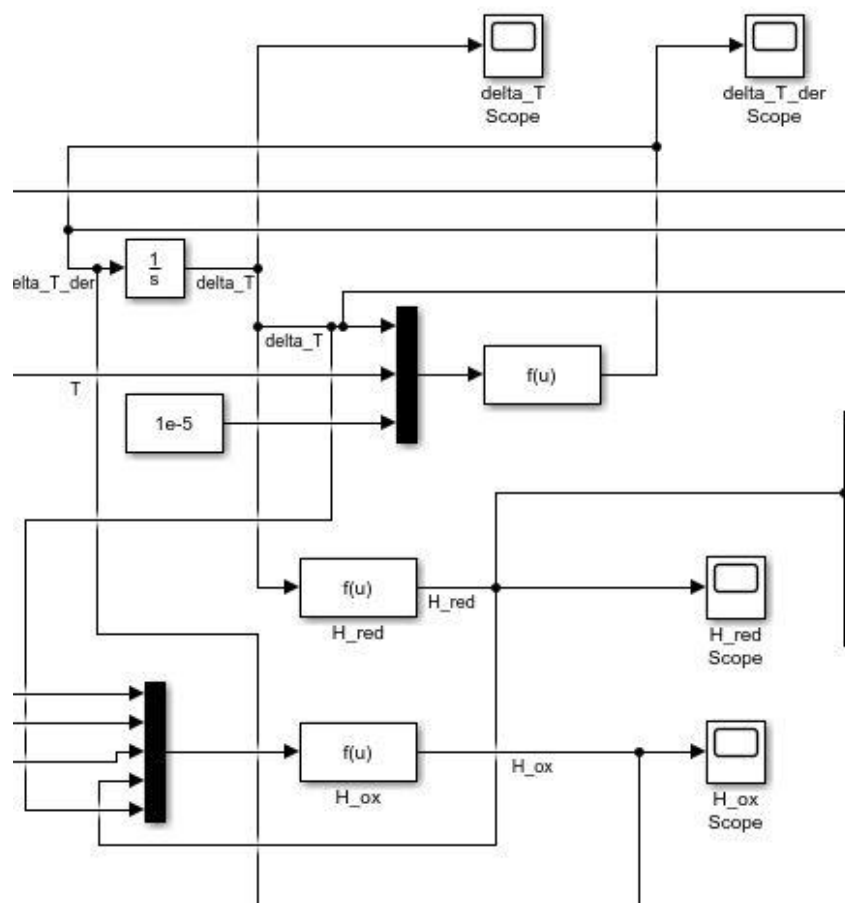 delta_T
Scope
delta_T_der
Scope
1
s
elta_T_der
delta_T
delta_T
T
f(u)
1e-5
f(u)
H_red
H_red
H_red
Scope
f(u)
H_ox
H_ox
H_ox
Scope